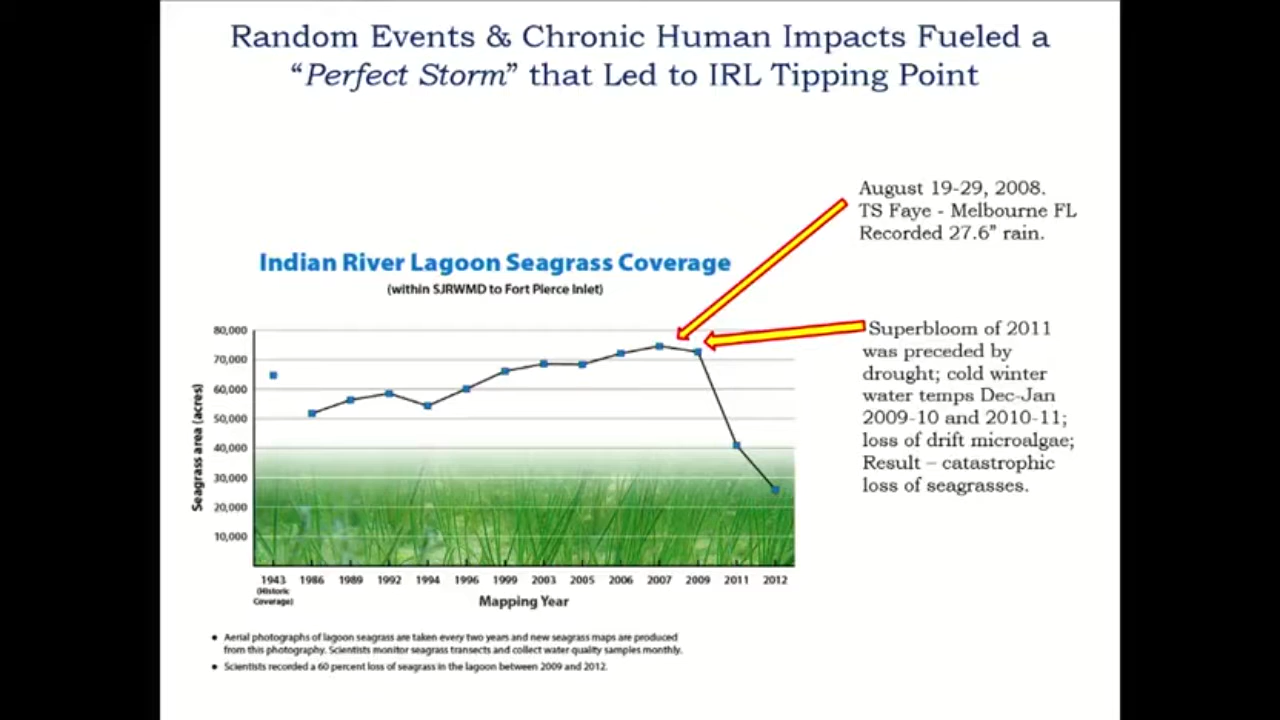 Random Events & Chronic Human Impacts Fueled a
“Perfect Storm” that Led to IRL Tipping Point
August 19-29, 2008.
TS Faye - Melbourne FL
Recorded 27.6” rain.
Indian River Lagoon Seagrass Coverage
(within SJRWMD to Fort Pierce Inlet)
Superbloom of 2011
was preceded by
drought; cold winter
water temps Dec-Jan
2009-10 and 2010-11;
loss of drift microalgae;
Result – catastrophic
loss of seagrasses.
Seagrass area (acres)
80,000
70,000
60,000
50,000
40,000
30,000
20,000
10,000
1943 1986 1989 1992 1994 1996 1999 2003 2005 2006 2007 2009 2011 2012
(Historic
Coverage)
Mapping Year
• Aerial photographs of lagoon seagrass are taken every two years and new seagrass maps are produced
from this photography. Scientists monitor seagrass transects and collect water quality samples monthly.
• Scientists recorded a 60 percent loss of seagrass in the lagoon between 2009 and 2012.